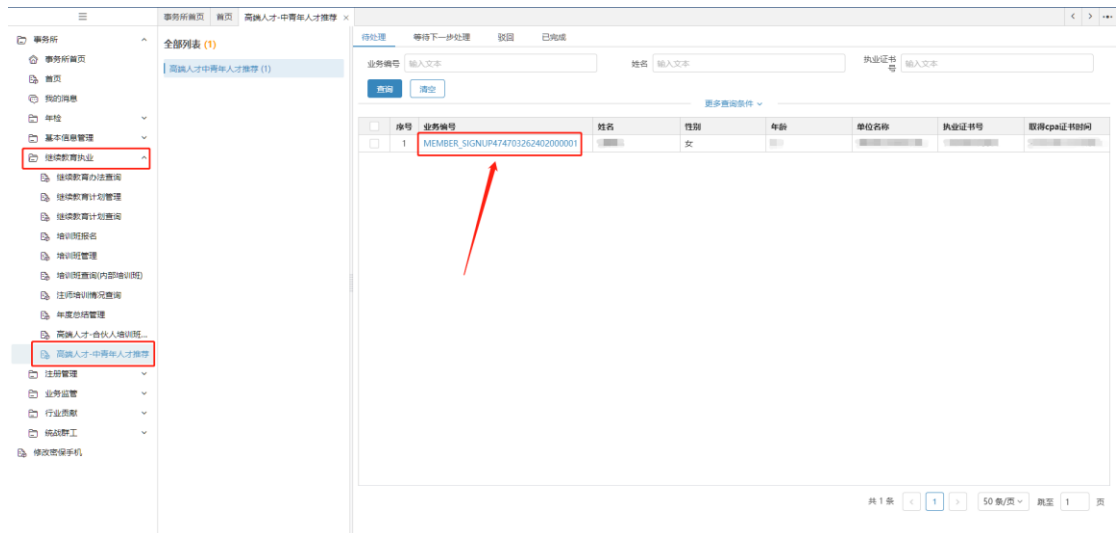 事务所首页 首页 高端人才-中青年人才推荐 ×
事务所
事务所首页
首页
我的消息
年检
基本信息管理
继续教育执业
继续教育办法查询
继续教育计划管理
继续教育计划查询
培训班报名
培训班管理
培训班查询(内部培训班)
注师培训情况查询
年度总结管理
高端人才-合伙人培训班...
高端人才-中青年人才推荐
注册管理
业务监管
行业贡献
统战群工
修改密保手机
全部列表 (1)
高端人才中青年人才推荐 (1)
待处理 等待下一步处理 驳回 已完成
业务编号 输入文本 姓名 输入文本 执业证书号 输入文本
查询 清空
更多查询条件
序号 业务编号 姓名 性别 年龄 单位名称 执业证书号 取得cpa证书时间
1 MEMBER_SIGNUP474703262402000001 女
共 1 条 < 1 > 50 条/页 跳至 1 页